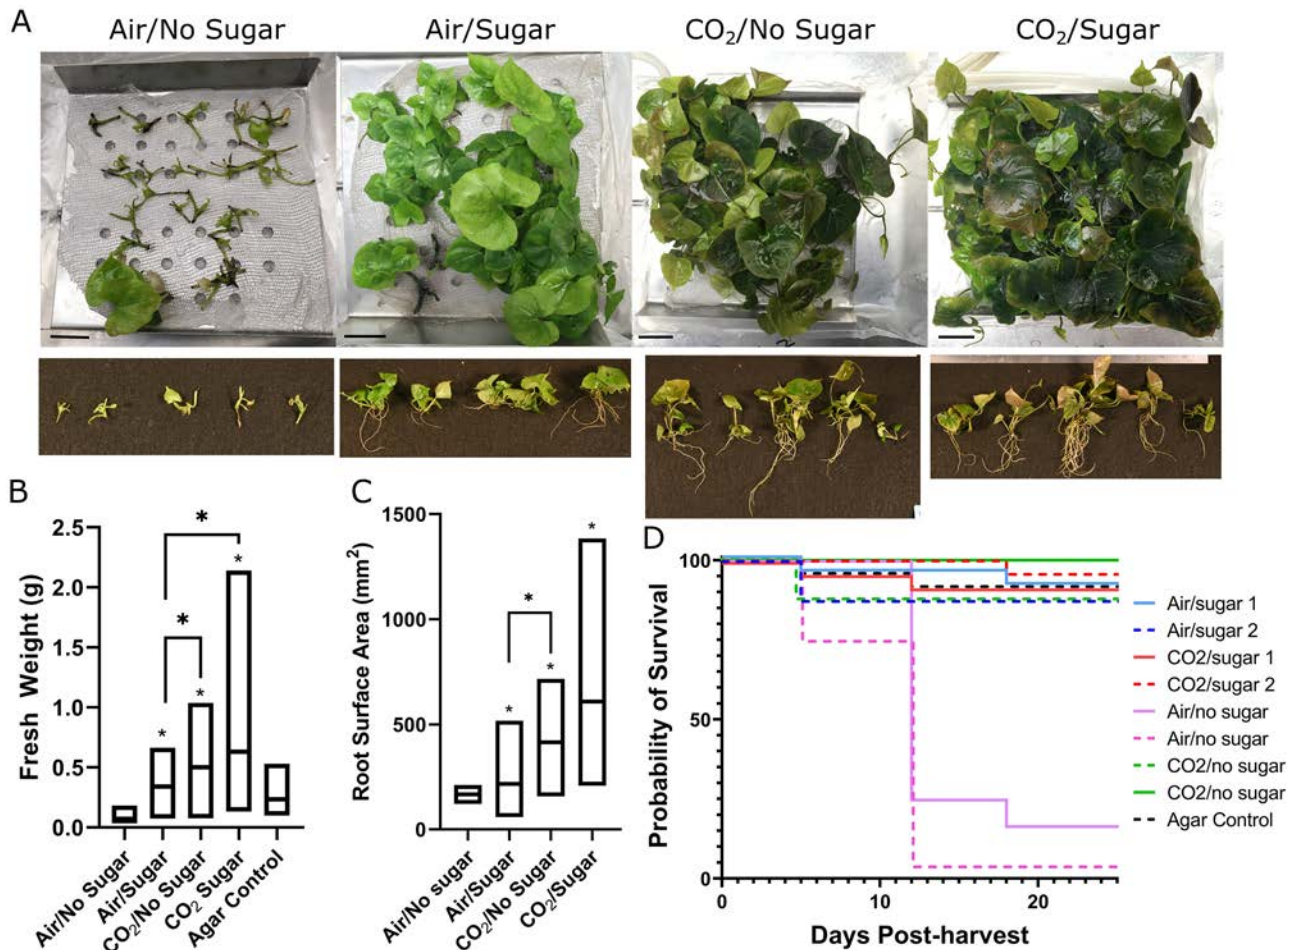 A
Air/No Sugar
Air/Sugar
CO₂/No Sugar
CO₂/Sugar
B
Fresh Weight (g)
2.5
2.0
1.5
1.0
0.5
0.0
*
*
*
*
*
Air/No Sugar
Air/Sugar
CO₂/No Sugar
CO₂ Sugar
Agar Control
C
Root Surface Area (mm²)
1500
1000
500
0
*
*
*
*
Air/No sugar
Air/Sugar
CO₂/No Sugar
CO₂/Sugar
D
Probability of Survival
100
50
0
0
10
20
Days Post-harvest
Air/sugar 1
Air/sugar 2
CO2/sugar 1
CO2/sugar 2
Air/no sugar
Air/no sugar
CO2/no sugar
CO2/no sugar
Agar Control